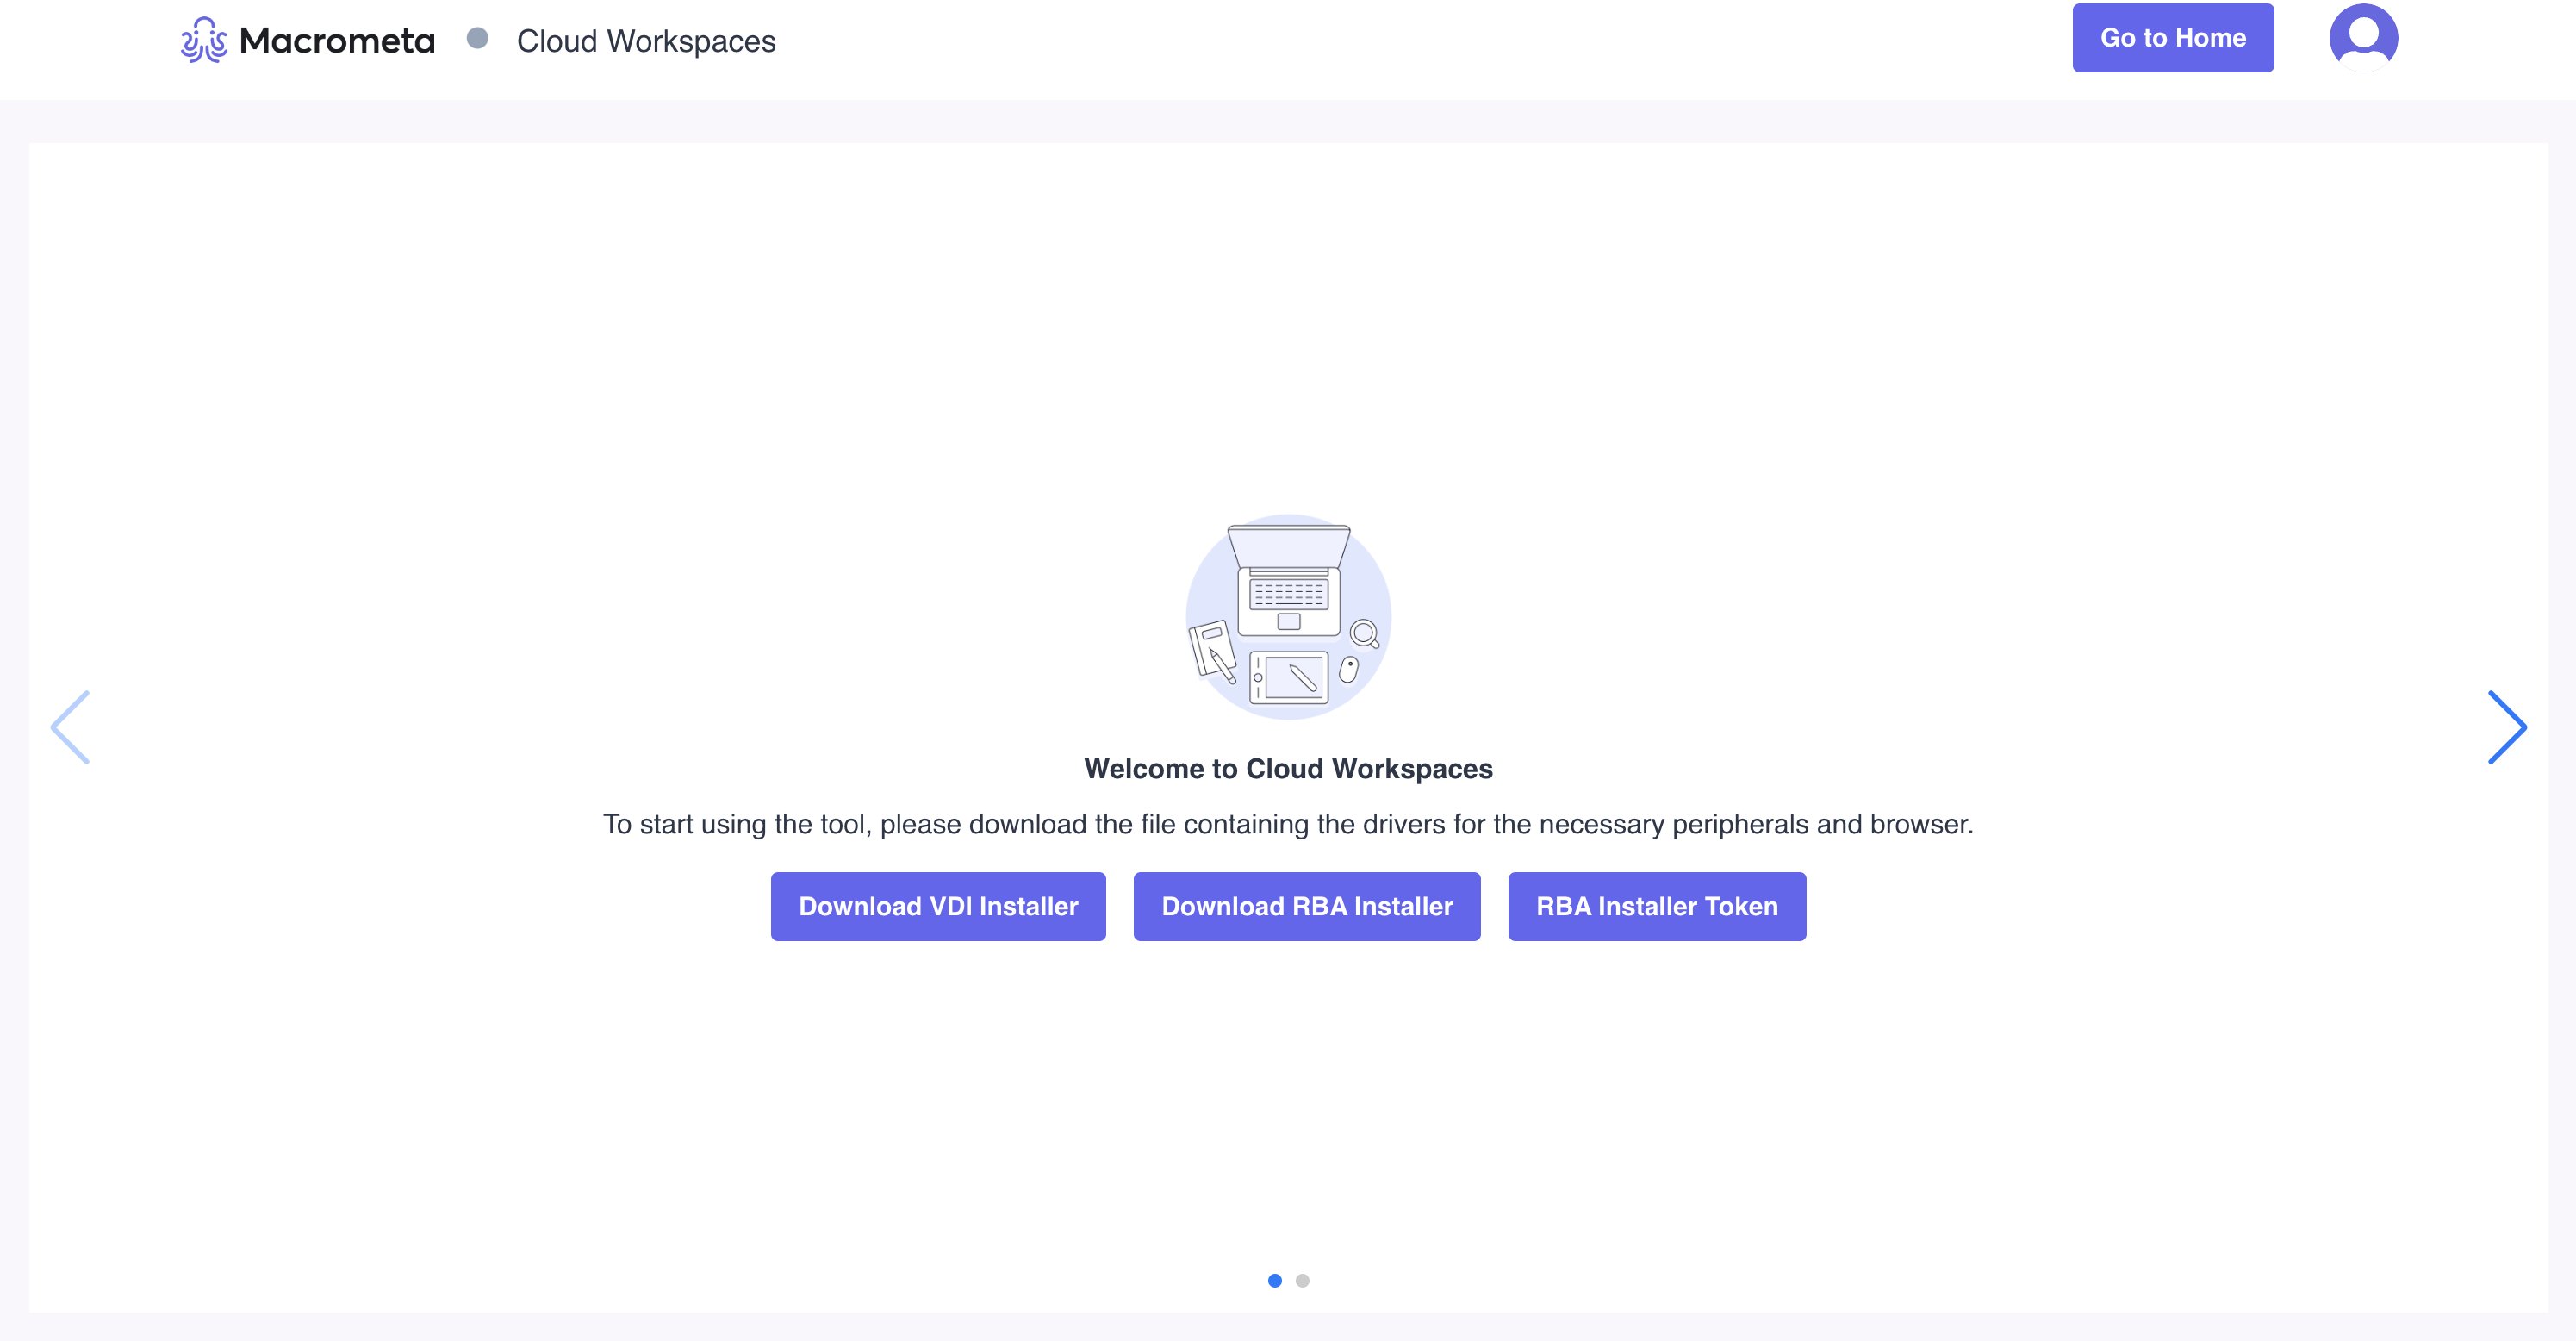 Macrometa
Cloud Workspaces
Go to Home
Welcome to Cloud Workspaces
To start using the tool, please download the file containing the drivers for the necessary peripherals and browser.
Download VDI Installer
Download RBA Installer
RBA Installer Token